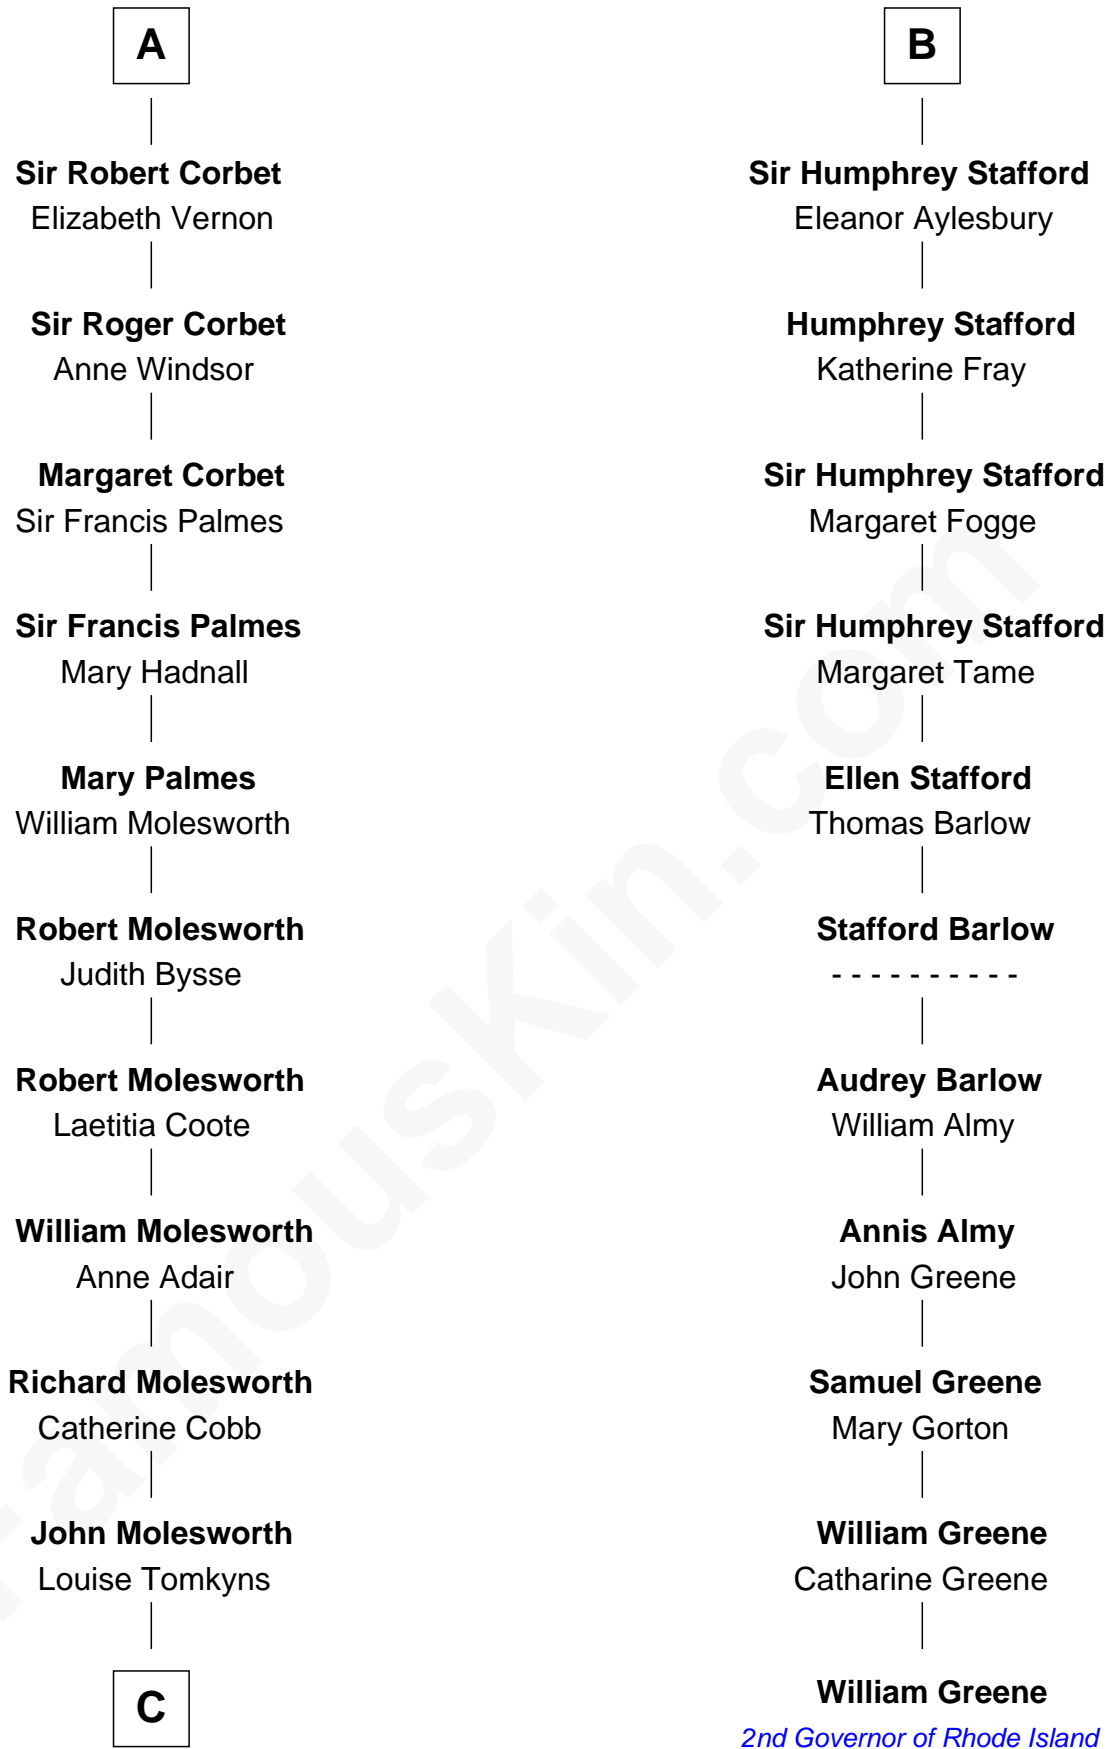 A
Sir Robert Corbet
Elizabeth Vernon
Sir Roger Corbet
Anne Windsor
Margaret Corbet
Sir Francis Palmes
Sir Francis Palmes
Mary Hadnall
Mary Palmes
William Molesworth
Robert Molesworth
Judith Bysse
Robert Molesworth
Laetitia Coote
William Molesworth
Anne Adair
Richard Molesworth
Catherine Cobb
John Molesworth
Louise Tomkyns
C
B
Sir Humphrey Stafford
Eleanor Aylesbury
Humphrey Stafford
Katherine Fray
Sir Humphrey Stafford
Margaret Fogge
Sir Humphrey Stafford
Margaret Tame
Ellen Stafford
Thomas Barlow
Stafford Barlow
- - - - - - - - - -
Audrey Barlow
William Almy
Annis Almy
John Greene
Samuel Greene
Mary Gorton
William Greene
Catharine Greene
William Greene
2nd Governor of Rhode Island
FamousKin.com